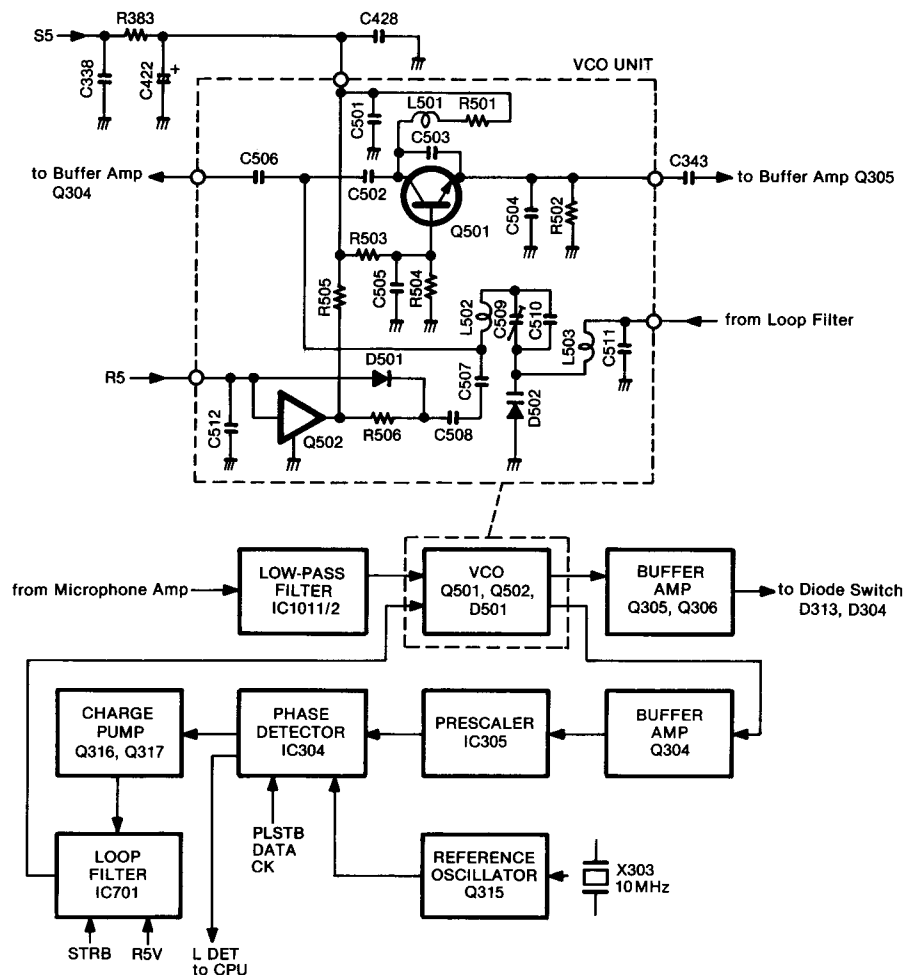 R383
C428
S5
C338
C422
+
VCO UNIT
C501
L501
R501
C503
C506
C502
C343
to Buffer Amp
Q304
to Buffer Amp Q305
Q501
C504
R502
R503
C505
R504
R505
L502
C509
C510
L503
C511
from Loop Filter
D501
C507
R5
D502
C512
Q502
R506
C508
from Microphone Amp
LOW-PASS
FILTER
IC1011/2
VCO
Q501, Q502,
D501
BUFFER
AMP
Q305, Q306
to Diode Switch
D313, D304
CHARGE
PUMP
Q316, Q317
PHASE
DETECTOR
IC304
PRESCALER
IC305
BUFFER
AMP
Q304
PLSTB
DATA
CK
LOOP
FILTER
IC701
REFERENCE
OSCILLATOR
Q315
X303
10 MHz
STRB
R5V
L DET
to CPU